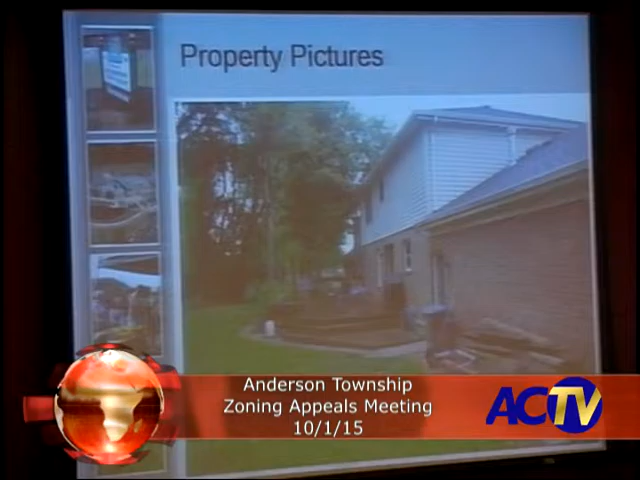 Property Pictures
Anderson Township
Zoning Appeals Meeting
10/1/15
ACTV